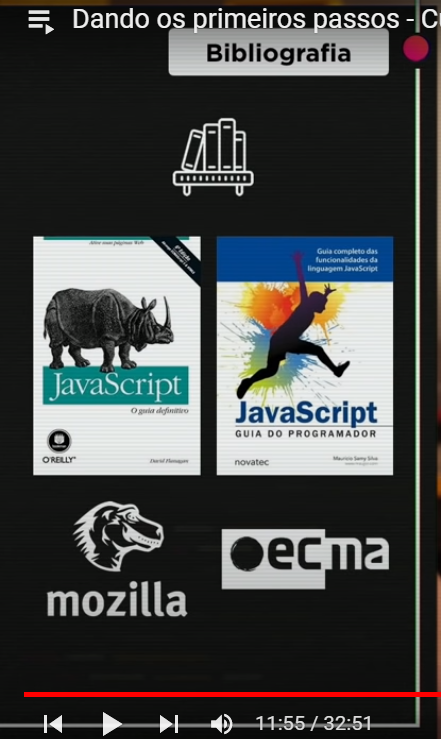 Dando os primeiros passos - Cu
Bibliografia
Ative suas páginas Web
Guia completo das
funcionalidades da
linguagem JavaScript
JavaScript
O guia definitivo
O'REILLY®
David Flanagan
JavaScript
GUIA DO PROGRAMADOR
novatec
Maurício Samy Silva
mozilla
ecma
11:55 / 32:51